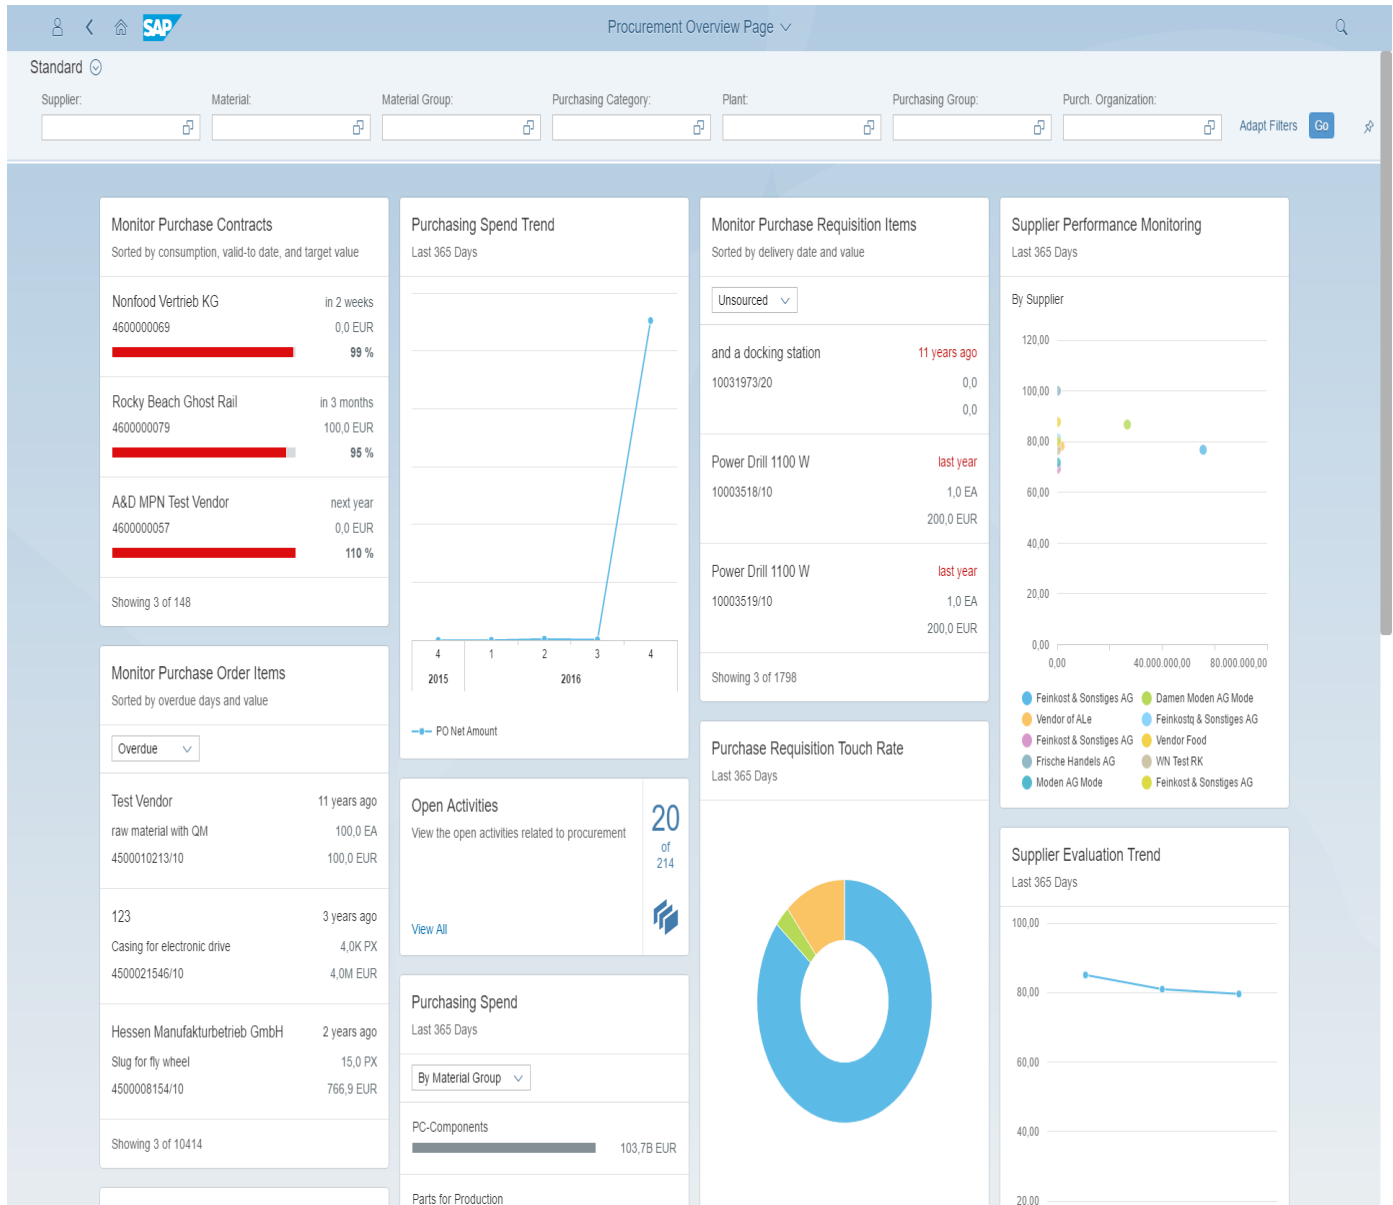 SAP
Procurement Overview Page
Standard
Supplier:
Material:
Material Group:
Purchasing Category:
Plant:
Purchasing Group:
Purch. Organization:
Adapt Filters
Go
Monitor Purchase Contracts
Sorted by consumption, valid-to date, and target value
Nonfood Vertrieb KG in 2 weeks
4600000069 0,0 EUR
99 %
Rocky Beach Ghost Rail in 3 months
4600000079 100,0 EUR
95 %
A&D MPN Test Vendor next year
4600000057 0,0 EUR
110 %
Showing 3 of 148
Monitor Purchase Order Items
Sorted by overdue days and value
Overdue
Test Vendor 11 years ago
raw material with QM 100,0 EA
4500010213/10 100,0 EUR
123 3 years ago
Casing for electronic drive 4,0K PX
4500021546/10 4,0M EUR
Hessen Manufakturbetrieb GmbH 2 years ago
Slug for fly wheel 15,0 PX
4500008154/10 766,9 EUR
Showing 3 of 10414
Purchasing Spend Trend
Last 365 Days
4 1 2 3 4
2015 2016
PO Net Amount
Open Activities
View the open activities related to procurement
20
of
214
View All
Purchasing Spend
Last 365 Days
By Material Group
PC-Components
103,7B EUR
Parts for Production
Monitor Purchase Requisition Items
Sorted by delivery date and value
Unsourced
and a docking station 11 years ago
10031973/20 0,0
0,0
Power Drill 1100 W last year
10003518/10 1,0 EA
200,0 EUR
Power Drill 1100 W last year
10003519/10 1,0 EA
200,0 EUR
Showing 3 of 1798
Purchase Requisition Touch Rate
Last 365 Days
Supplier Performance Monitoring
Last 365 Days
By Supplier
120,00
100,00
80,00
60,00
40,00
20,00
0,00
0,00 40.000.000,00 80.000.000,00
Feinkost & Sonstiges AG Damen Moden AG Mode
Vendor of ALe Feinkostq & Sonstiges AG
Feinkost & Sonstiges AG Vendor Food
Frische Handels AG WN Test RK
Moden AG Mode Feinkost & Sonstiges AG
Supplier Evaluation Trend
Last 365 Days
100,00
80,00
60,00
40,00
20,00